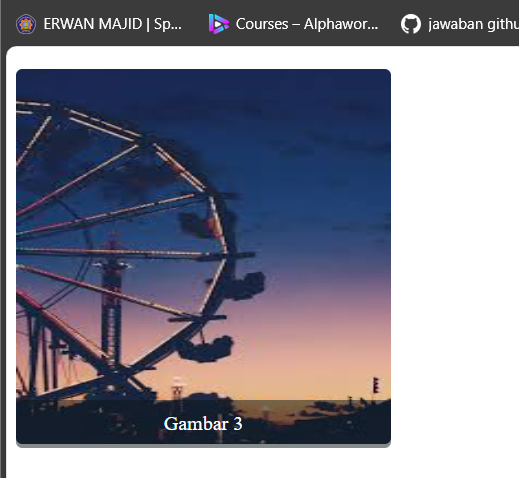 ERWAN MAJID | Sp...
Courses – Alphawor...
jawaban githu
Gambar 3